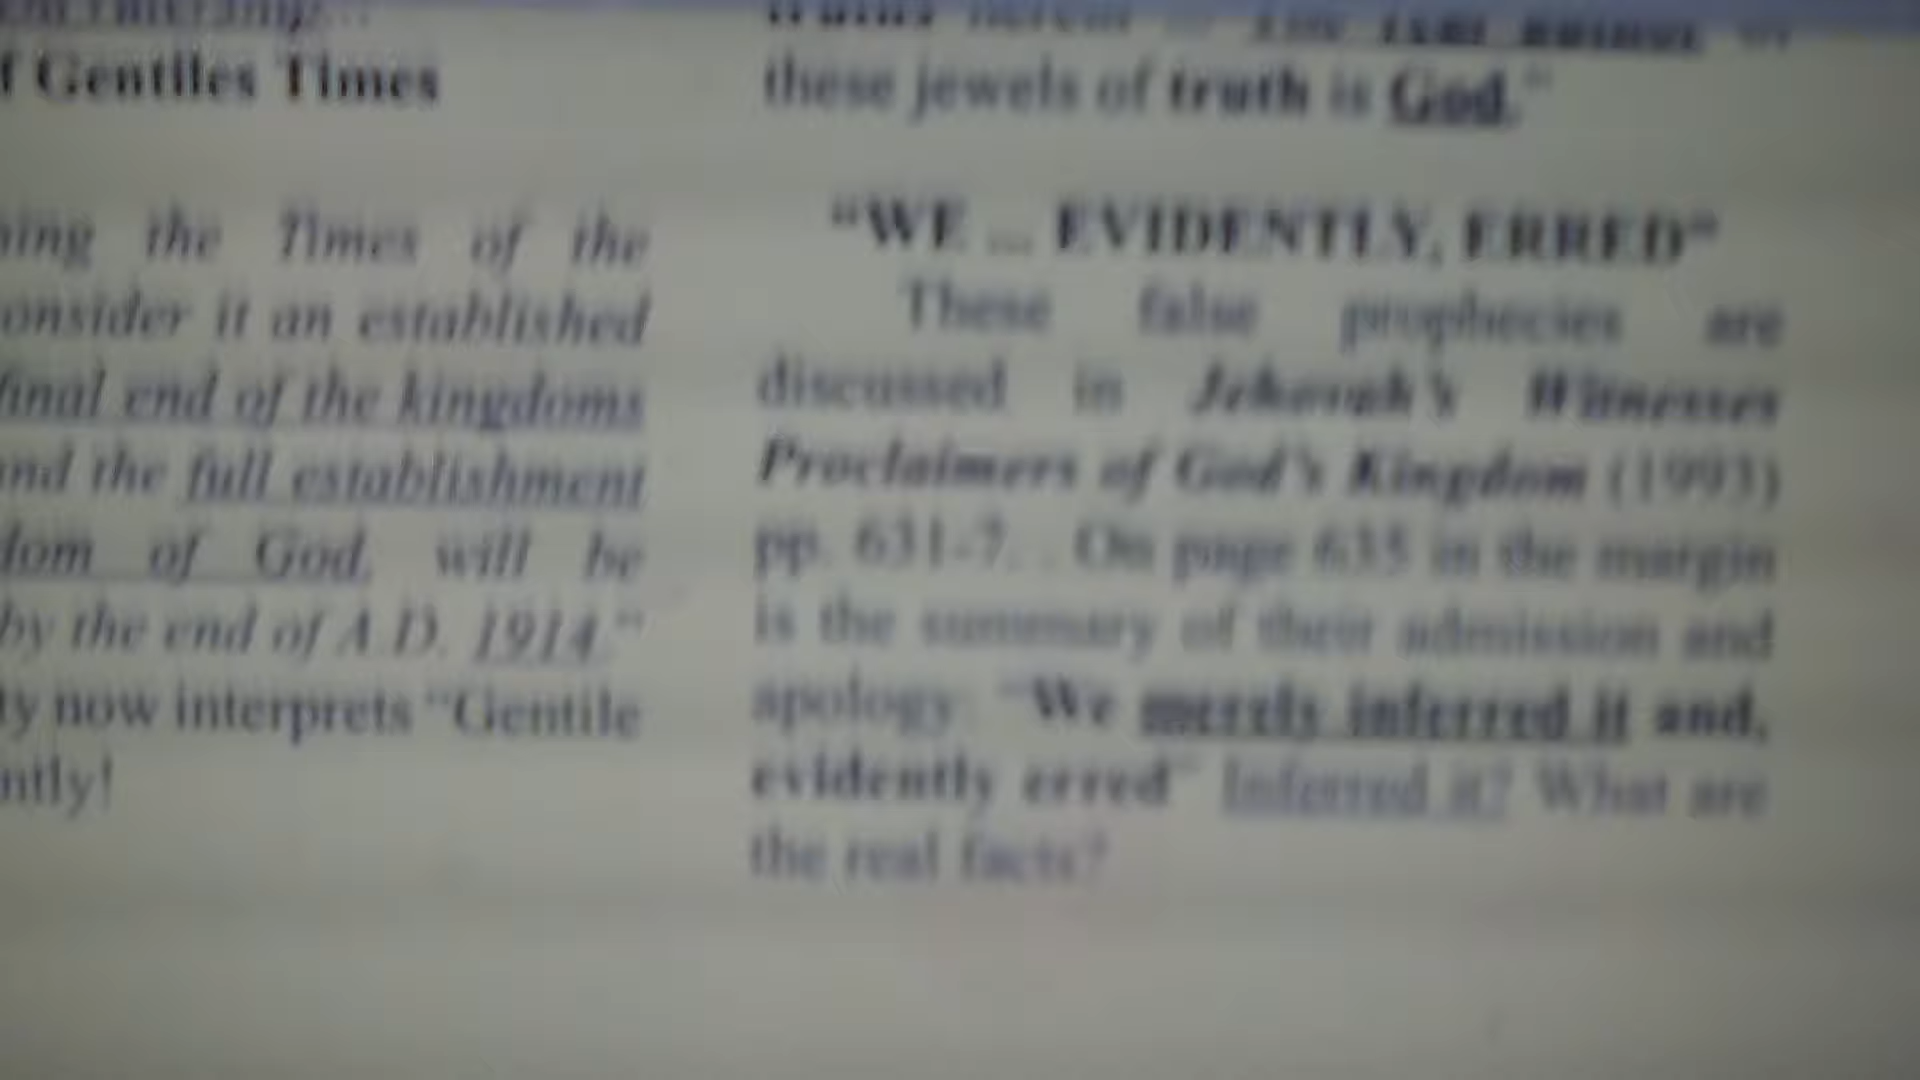 f Gentiles Times
ing the Times of the
onsider it an established
final end of the kingdoms
nd the full establishment
dom of God, will be
by the end of A.D. 1914."
ty now interprets "Gentile
ntly!
these jewels of truth is God."
"WE ... EVIDENTLY, ERRED"
These false prophecies are
discussed in Jehovah's Witnesses
Proclaimers of God's Kingdom (1993)
pp. 631-7. . On page 635 in the margin
is the summary of their admission and
apology: "We merely inferred it and,
evidently erred" Inferred it? What are
the real facts?